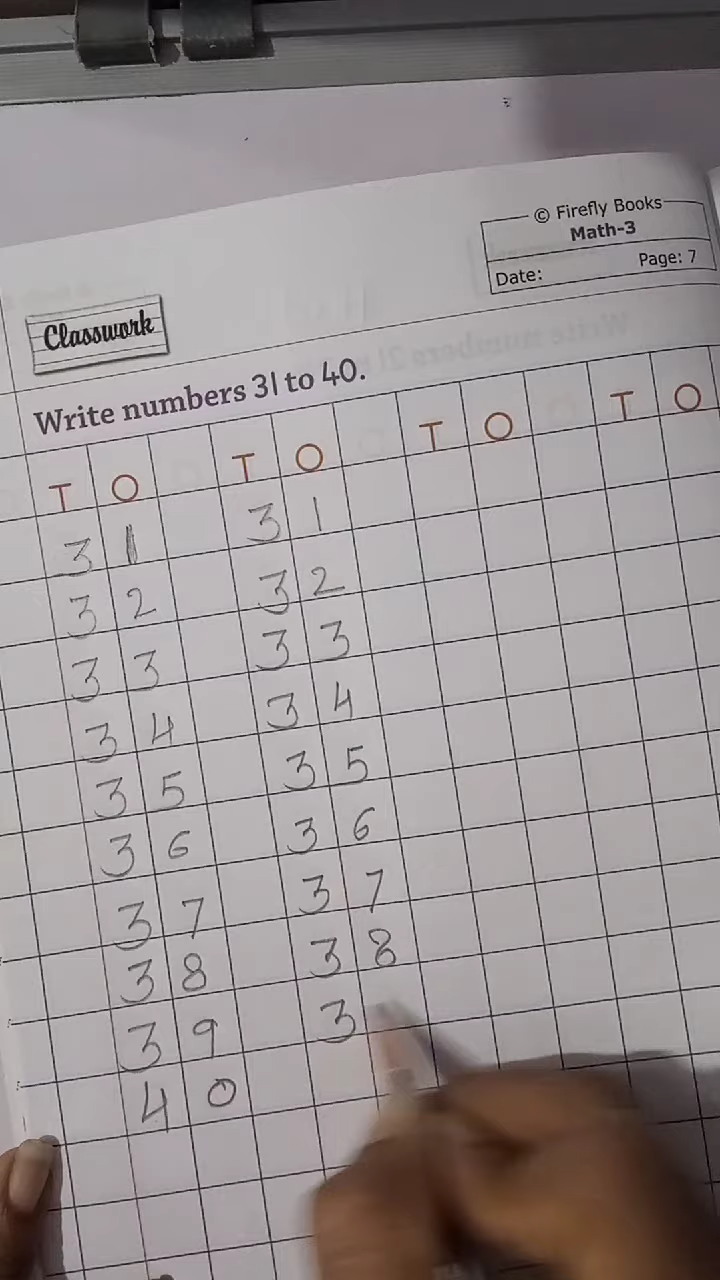 © Firefly Books
Math-3
Date: Page: 7
Classwork
Write numbers 31 to 40.
T O T O T O T O
3 1 3 1
3 2 3 2
3 3 3 3
3 4 3 4
3 5 3 5
3 6 3 6
3 7 3 7
3 8 3 8
3 9 3
4 0